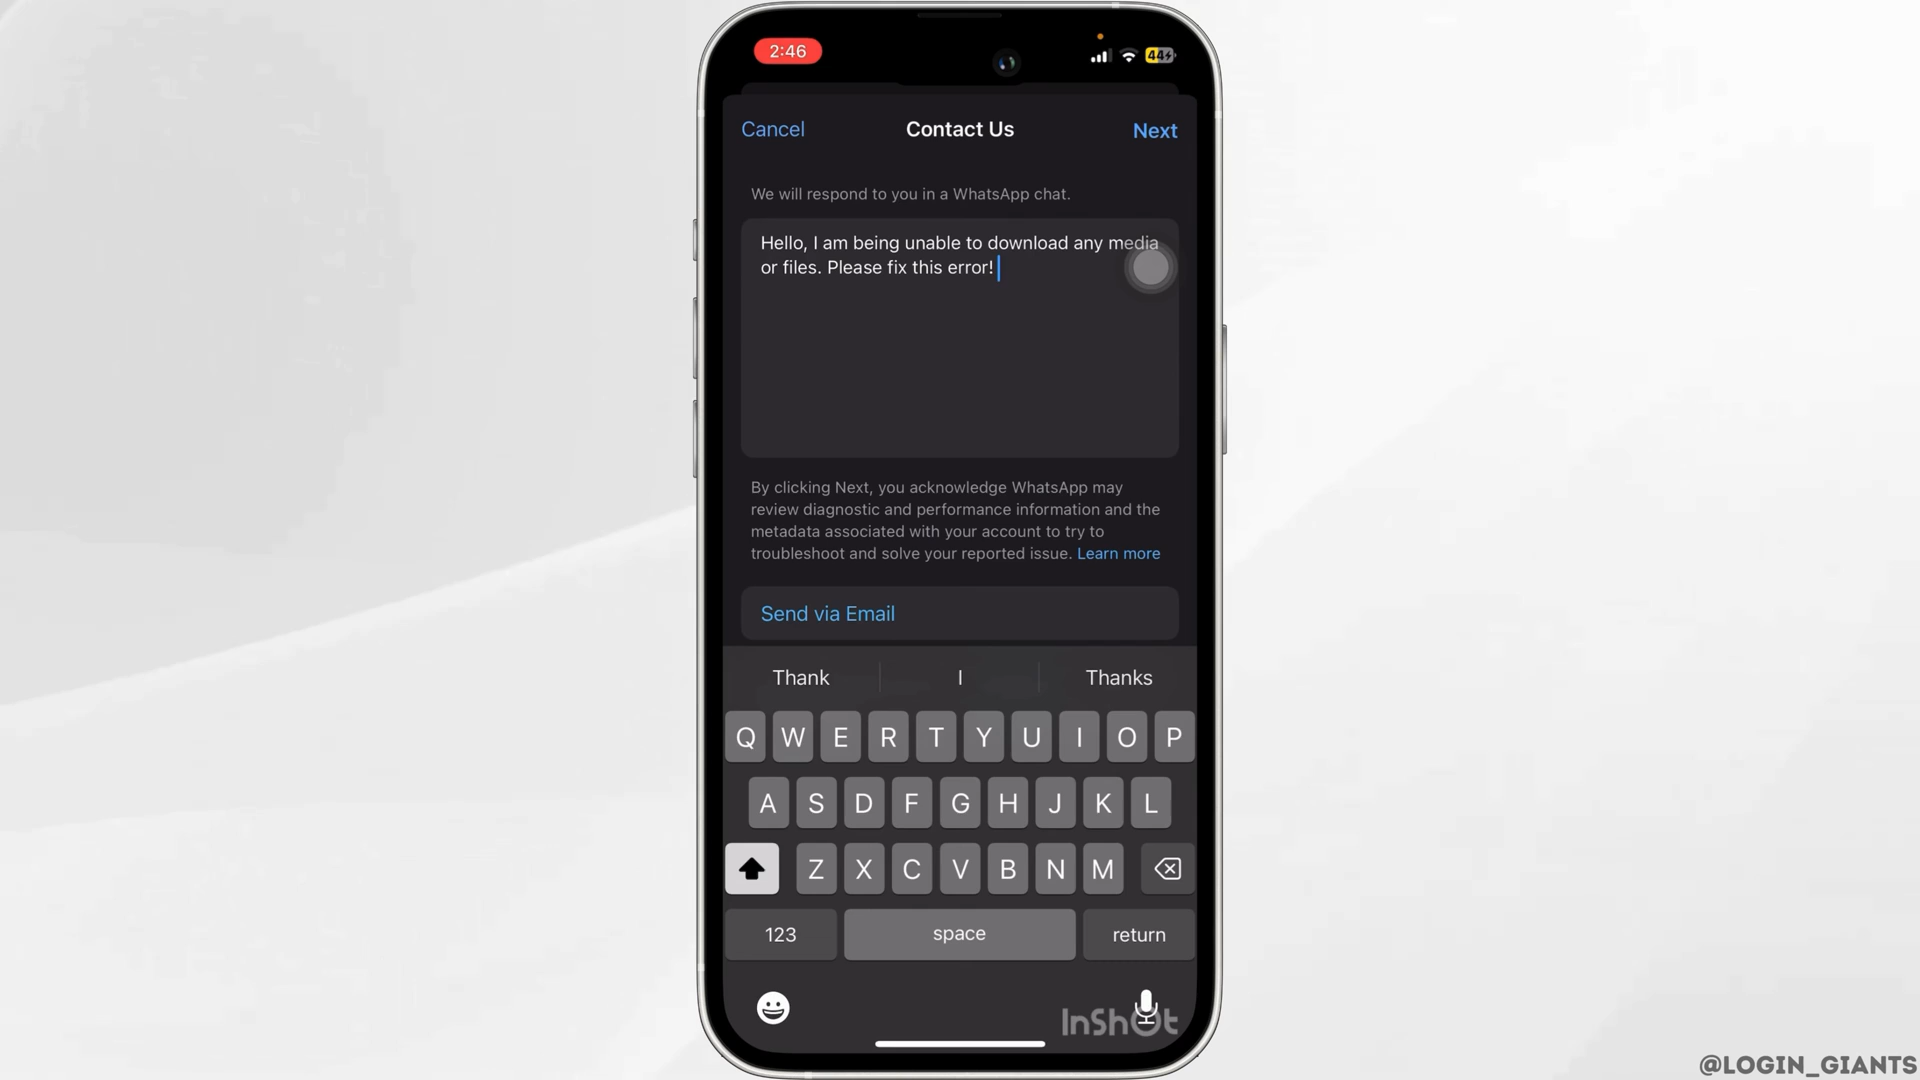 2:46
44
Cancel
Contact Us
Next
We will respond to you in a WhatsApp chat.
Hello, I am being unable to download any media
or files. Please fix this error!
By clicking Next, you acknowledge WhatsApp may
review diagnostic and performance information and the
metadata associated with your account to try to
troubleshoot and solve your reported issue. Learn more
Send via Email
Thank
I
Thanks
Q W E R T Y U I O P
A S D F G H J K L
Z X C V B N M
123
space
return
InShOt
@LOGIN_GIANTS